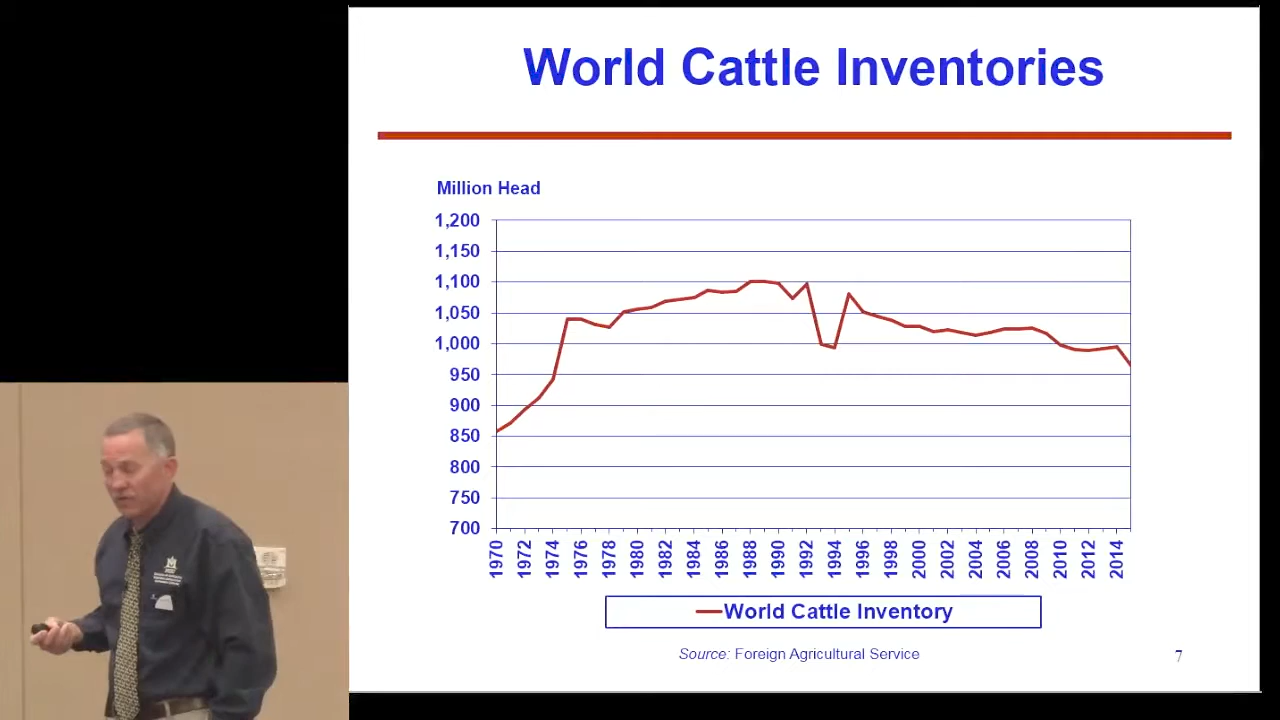 World Cattle Inventories
Million Head
1,200
1,150
1,100
1,050
1,000
950
900
850
800
750
700
1970 1972 1974 1976 1978 1980 1982 1984 1986 1988 1990 1992 1994 1996 1998 2000 2002 2004 2006 2008 2010 2012 2014
World Cattle Inventory
Source: Foreign Agricultural Service
7